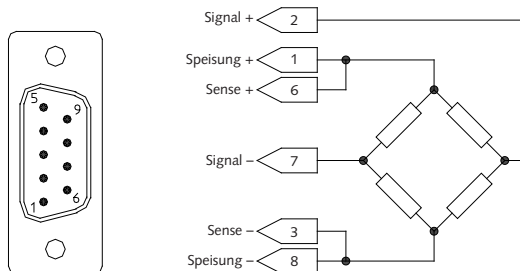 5
9
1
6
Signal + 2
Speisung + 1
Sense + 6
Signal – 7
Sense – 3
Speisung – 8